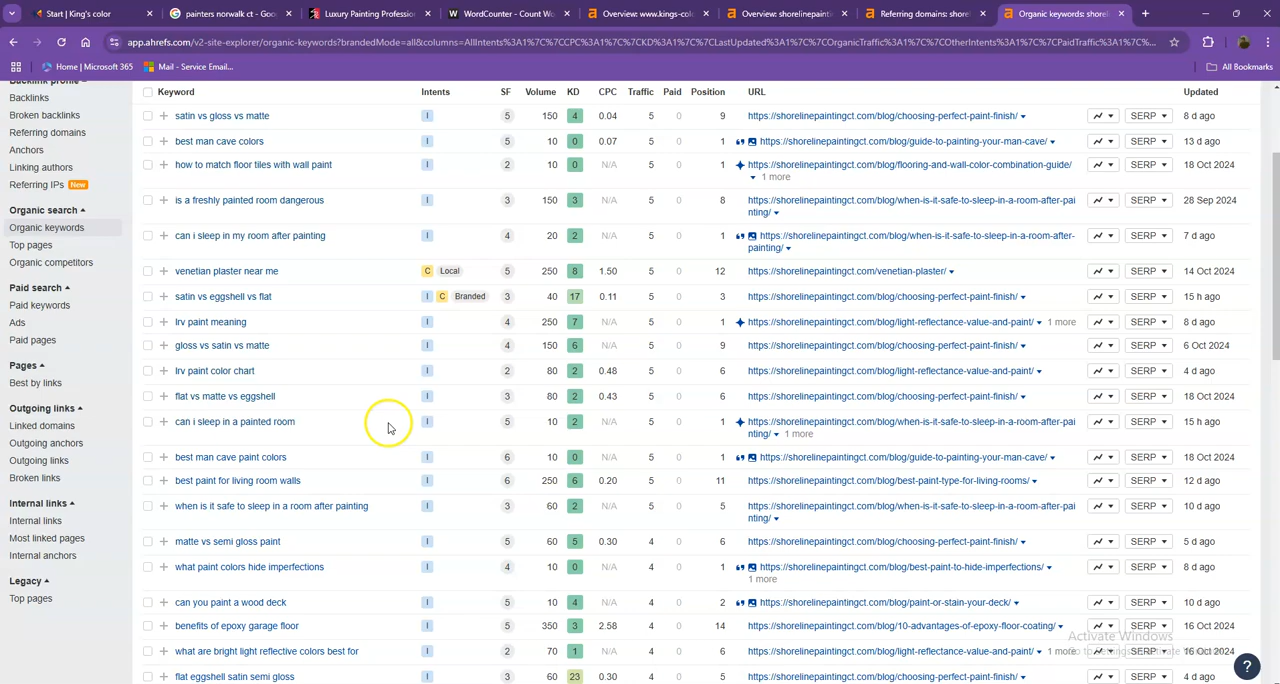 Start | King's color
painters norwalk ct - Goo
Luxury Painting Profession
WordCounter - Count Wo
Overview: www.kings-col
Overview: shorelinepaintin
Referring domains: shorel
Organic keywords: shorel
app.ahrefs.com/v2-site-explorer/organic-keywords?brandedMode=all&columns=AllIntents%3A1%7C%7CCPC%3A1%7C%7CKD%3A1%7C%7CLastUpdated%3A1%7C%7COrganicTraffic%3A1%7C%7COtherIntents%3A1%7C%7CPaidTraffic%3A1%7C%...
Home | Microsoft 365
Mail - Service Email...
All Bookmarks
Backlink profile
Backlinks
Broken backlinks
Referring domains
Anchors
Linking authors
Referring IPs New
Organic search
Organic keywords
Top pages
Organic competitors
Paid search
Paid keywords
Ads
Paid pages
Pages
Best by links
Outgoing links
Linked domains
Outgoing anchors
Outgoing links
Broken links
Internal links
Internal links
Most linked pages
Internal anchors
Legacy
Top pages
Keyword Intents SF Volume KD CPC Traffic Paid Position URL Updated
satin vs gloss vs matte I 5 150 4 0.04 5 0 9 https://shorelinepaintingct.com/blog/choosing-perfect-paint-finish/ SERP 8 d ago
best man cave colors I 5 10 0 0.07 5 0 1 https://shorelinepaintingct.com/blog/guide-to-painting-your-man-cave/ SERP 13 d ago
how to match floor tiles with wall paint I 2 10 0 N/A 5 0 1 https://shorelinepaintingct.com/blog/flooring-and-wall-color-combination-guide/ SERP 18 Oct 2024
1 more
is a freshly painted room dangerous I 3 150 3 N/A 5 0 8 https://shorelinepaintingct.com/blog/when-is-it-safe-to-sleep-in-a-room-after-pai SERP 28 Sep 2024
nting/
can i sleep in my room after painting I 4 20 2 N/A 5 0 1 https://shorelinepaintingct.com/blog/when-is-it-safe-to-sleep-in-a-room-after- SERP 7 d ago
painting/
venetian plaster near me C Local 5 250 8 1.50 5 0 12 https://shorelinepaintingct.com/venetian-plaster/ SERP 14 Oct 2024
satin vs eggshell vs flat I C Branded 3 40 17 0.11 5 0 3 https://shorelinepaintingct.com/blog/choosing-perfect-paint-finish/ SERP 15 h ago
lrv paint meaning I 4 250 7 N/A 5 0 1 https://shorelinepaintingct.com/blog/light-reflectance-value-and-paint/ 1 more SERP 8 d ago
gloss vs satin vs matte I 4 150 6 N/A 5 0 9 https://shorelinepaintingct.com/blog/choosing-perfect-paint-finish/ SERP 6 Oct 2024
lrv paint color chart I 2 80 2 0.48 5 0 6 https://shorelinepaintingct.com/blog/light-reflectance-value-and-paint/ SERP 4 d ago
flat vs matte vs eggshell I 3 80 2 0.43 5 0 6 https://shorelinepaintingct.com/blog/choosing-perfect-paint-finish/ SERP 18 Oct 2024
can i sleep in a painted room I 5 10 2 N/A 5 0 1 https://shorelinepaintingct.com/blog/when-is-it-safe-to-sleep-in-a-room-after-pai SERP 15 h ago
nting/ 1 more
best man cave paint colors I 6 10 0 N/A 5 0 1 https://shorelinepaintingct.com/blog/guide-to-painting-your-man-cave/ SERP 18 Oct 2024
best paint for living room walls I 6 250 6 0.20 5 0 11 https://shorelinepaintingct.com/blog/best-paint-type-for-living-rooms/ SERP 12 d ago
when is it safe to sleep in a room after painting I 3 60 2 N/A 5 0 5 https://shorelinepaintingct.com/blog/when-is-it-safe-to-sleep-in-a-room-after-pai SERP 10 d ago
nting/
matte vs semi gloss paint I 5 60 5 0.30 4 0 6 https://shorelinepaintingct.com/blog/choosing-perfect-paint-finish/ SERP 5 d ago
what paint colors hide imperfections I 4 10 0 N/A 4 0 1 https://shorelinepaintingct.com/blog/best-paint-to-hide-imperfections/ SERP 8 d ago
1 more
can you paint a wood deck I 5 10 4 N/A 4 0 2 https://shorelinepaintingct.com/blog/paint-or-stain-your-deck/ SERP 10 d ago
benefits of epoxy garage floor I 5 350 3 2.58 4 0 14 https://shorelinepaintingct.com/blog/10-advantages-of-epoxy-floor-coating/ SERP 16 Oct 2024
what are bright light reflective colors best for I 2 70 1 N/A 4 0 6 https://shorelinepaintingct.com/blog/light-reflectance-value-and-paint/ 1 more SERP 16 Oct 2024
flat eggshell satin semi gloss I 3 60 23 0.30 4 0 5 https://shorelinepaintingct.com/blog/choosing-perfect-paint-finish/ SERP 4 d ago
Activate Windows
?